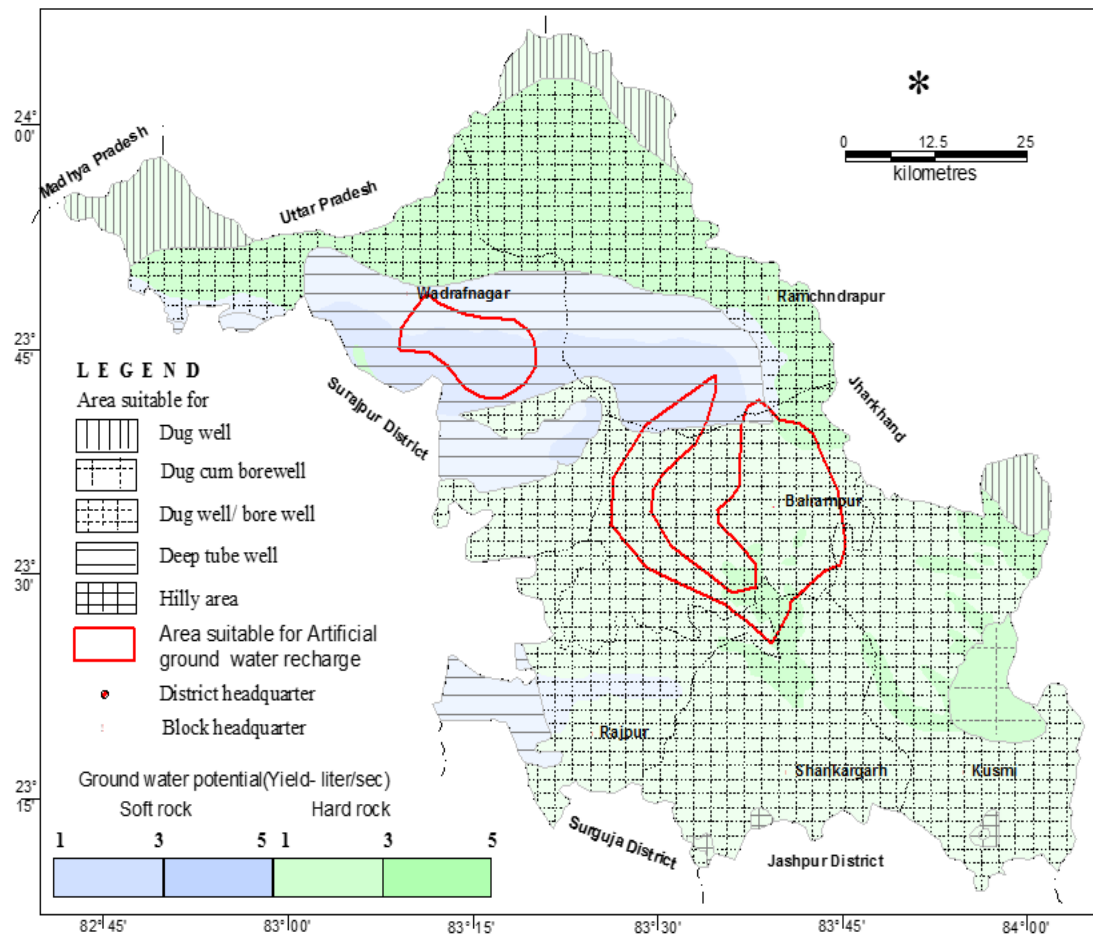 *
24°
00'
0 12.5 25
kilometres
Madhya Pradesh
Uttar Pradesh
Wadrafnagar
Ramchndrapur
23°
45'
Jharkhand
Surajpur District
L E G E N D
Area suitable for
Dug well
Dug cum borewell
Dug well/ bore well
Deep tube well
Hilly area
Area suitable for Artificial
ground water recharge
District headquarter
Block headquarter
Balrampur
23°
30'
Rajpur
Shankargarh
Kusmi
23°
15'
Surguja District
Jashpur District
Ground water potential(Yield- liter/sec)
Soft rock Hard rock
1 3 5 1 3 5
82°45' 83°00' 83°15' 83°30' 83°45' 84°00'